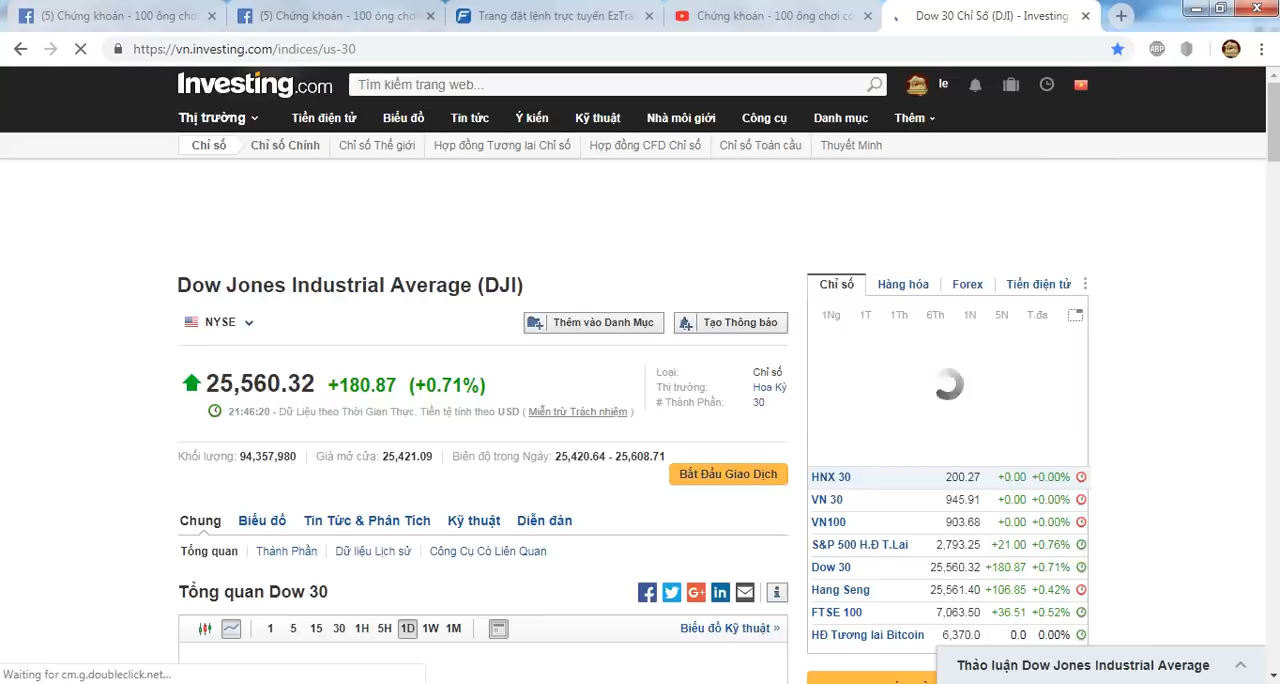 (5) Chứng khoán - 100 ông cho
(5) Chứng khoán - 100 ông chơi
Trang đặt lệnh trực tuyến EzTra
Chứng khoán - 100 ông chơi có
Dow 30 Chỉ Số (DJI) - Investing
https://vn.investing.com/indices/us-30
ABP
Investing.com
Tìm kiếm trang web...
le
Thị trường
Tiền điện tử
Biểu đồ
Tin tức
Ý kiến
Kỹ thuật
Nhà môi giới
Công cụ
Danh mục
Thêm
Chỉ số
Chỉ số Chính
Chỉ số Thế giới
Hợp đồng Tương lai Chỉ số
Hợp đồng CFD Chỉ số
Chỉ số Toàn cầu
Thuyết Minh
Dow Jones Industrial Average (DJI)
NYSE
Thêm vào Danh Mục
Tạo Thông báo
25,560.32 +180.87 (+0.71%)
21:46:20 - Dữ Liệu theo Thời Gian Thực. Tiền tệ tính theo USD ( Miễn trừ Trách nhiệm )
Loại: Chỉ số
Thị trường: Hoa Kỳ
# Thành Phần: 30
Khối lượng: 94,357,980
Giá mở cửa: 25,421.09
Biên độ trong Ngày: 25,420.64 - 25,608.71
Bắt Đầu Giao Dịch
Chung
Biểu đồ
Tin Tức & Phân Tích
Kỹ thuật
Diễn đàn
Tổng quan
Thành Phần
Dữ liệu Lịch sử
Công Cụ Có Liên Quan
Tổng quan Dow 30
1 5 15 30 1H 5H 1D 1W 1M
Biểu đồ Kỹ thuật »
Chỉ số
Hàng hóa
Forex
Tiền điện tử
1Ng 1T 1Th 6Th 1N 5N T.đa
HNX 30 200.27 +0.00 +0.00%
VN 30 945.91 +0.00 +0.00%
VN100 903.68 +0.00 +0.00%
S&P 500 H.Đ T.Lai 2,793.25 +21.00 +0.76%
Dow 30 25,560.32 +180.87 +0.71%
Hang Seng 25,561.40 +106.85 +0.42%
FTSE 100 7,063.50 +36.51 +0.52%
HĐ Tương lai Bitcoin 6,370.0 0.0 0.00%
Thảo luận Dow Jones Industrial Average
Waiting for cm.g.doubleclick.net...